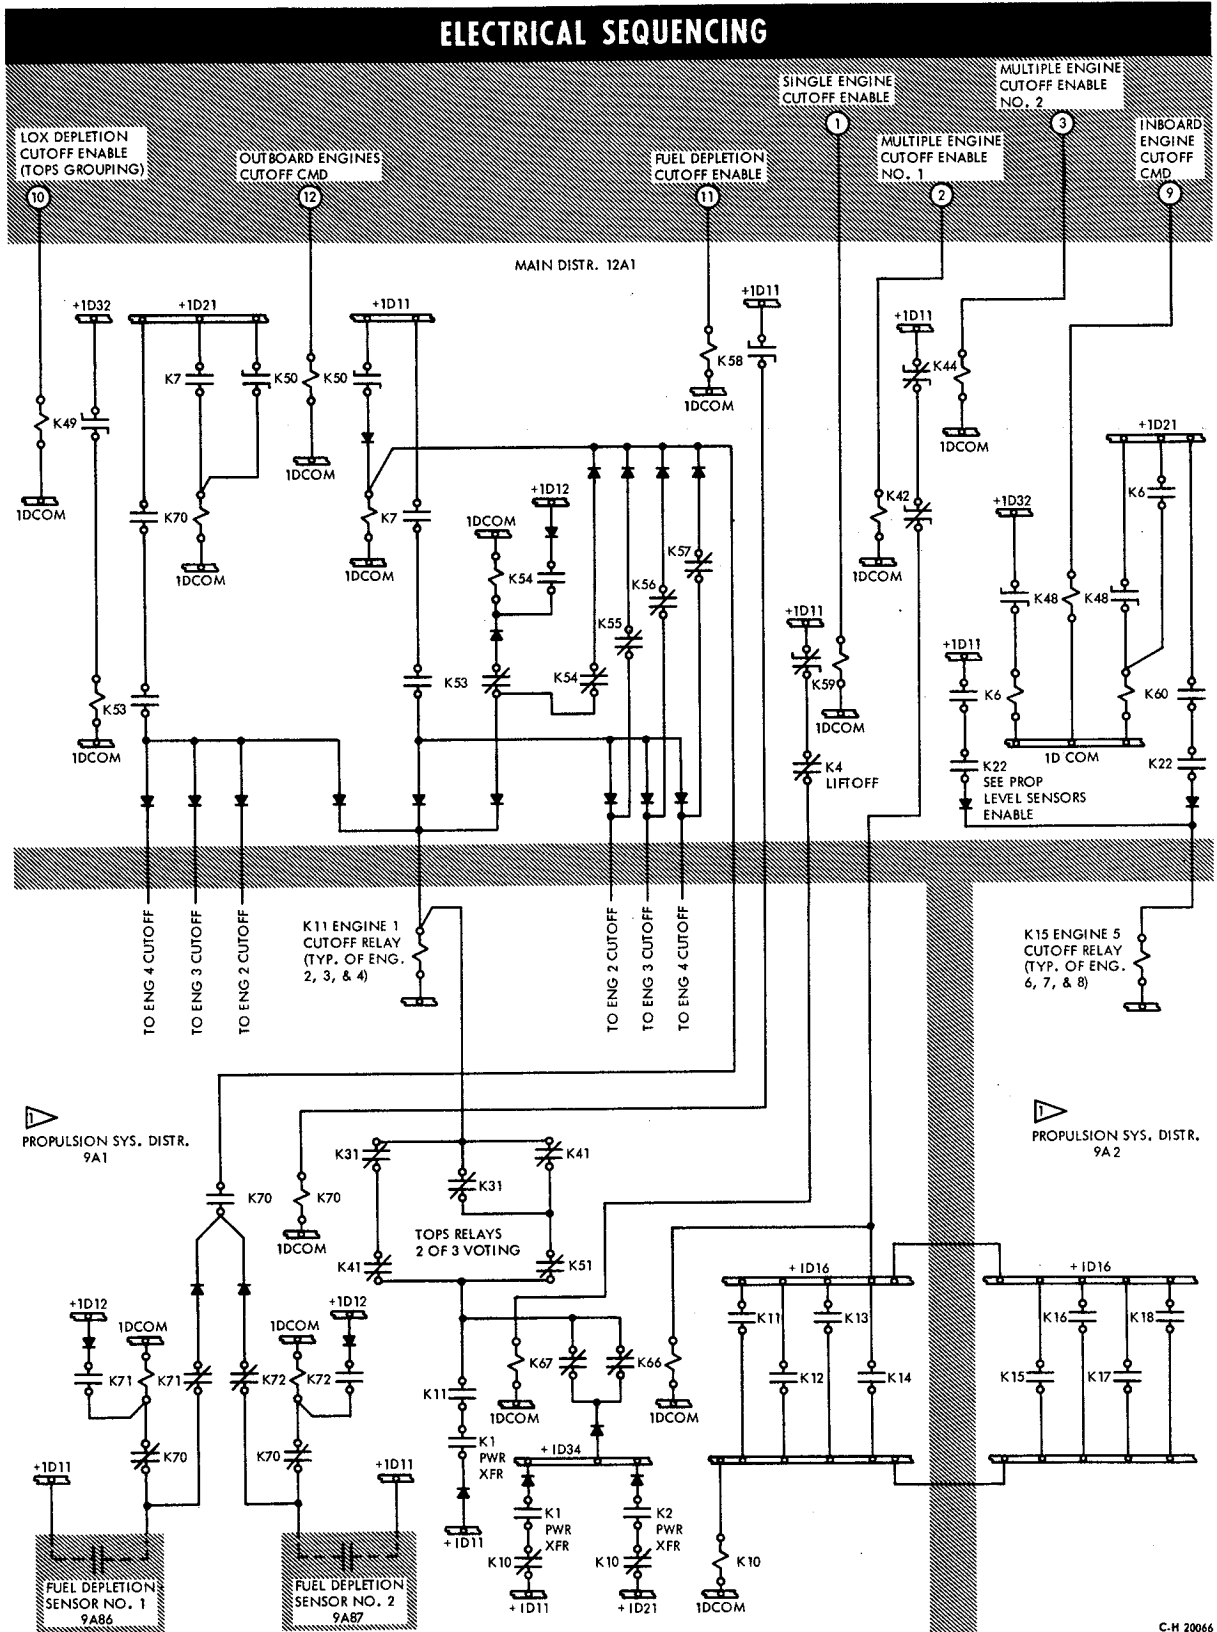 ELECTRICAL SEQUENCING
LOX DEPLETION
CUTOFF ENABLE
(TOPS GROUPING)
10
OUTBOARD ENGINES
CUTOFF CMD
12
FUEL DEPLETION
CUTOFF ENABLE
11
SINGLE ENGINE
CUTOFF ENABLE
1
MULTIPLE ENGINE
CUTOFF ENABLE
NO. 1
2
MULTIPLE ENGINE
CUTOFF ENABLE
NO. 2
3
INBOARD
ENGINE
CUTOFF
CMD
9
MAIN DISTR. 12A1
+1D32
+1D21
+1D11
+1D11
+1D11
K7
K50
K50
K58
K44
K49
1DCOM
1DCOM
1DCOM
+1D21
1DCOM
K70
K7
1DCOM
+1D12
K42
+1D32
K6
1DCOM
1DCOM
K54
K57
K56
1DCOM
K55
+1D11
K48
K48
+1D11
K53
K53
K54
K59
K6
K60
1DCOM
1DCOM
1D COM
K4
LIFTOFF
K22
SEE PROP
LEVEL SENSORS
ENABLE
K22
TO ENG 4 CUTOFF
TO ENG 3 CUTOFF
TO ENG 2 CUTOFF
K11 ENGINE 1
CUTOFF RELAY
(TYP. OF ENG.
2, 3, & 4)
TO ENG 2 CUTOFF
TO ENG 3 CUTOFF
TO ENG 4 CUTOFF
K15 ENGINE 5
CUTOFF RELAY
(TYP. OF ENG.
6, 7, & 8)
1
PROPULSION SYS. DISTR.
9A1
1
PROPULSION SYS. DISTR.
9A2
K31
K41
K31
K70
K70
1DCOM
TOPS RELAYS
2 OF 3 VOTING
K41
K51
+ ID16
+ ID16
+1D12
1DCOM
1DCOM
+1D12
K11
K13
K16
K18
K71
K71
K72
K72
K67
K66
K12
K14
K15
K17
K11
1DCOM
1DCOM
K70
K70
K1
PWR
XFR
+ ID34
+1D11
+1D11
K1
PWR
XFR
K2
PWR
XFR
+ ID11
K10
K10
K10
+ ID11
+ ID21
1DCOM
FUEL DEPLETION
SENSOR NO. 1
9A86
FUEL DEPLETION
SENSOR NO. 2
9A87
C-H 20066